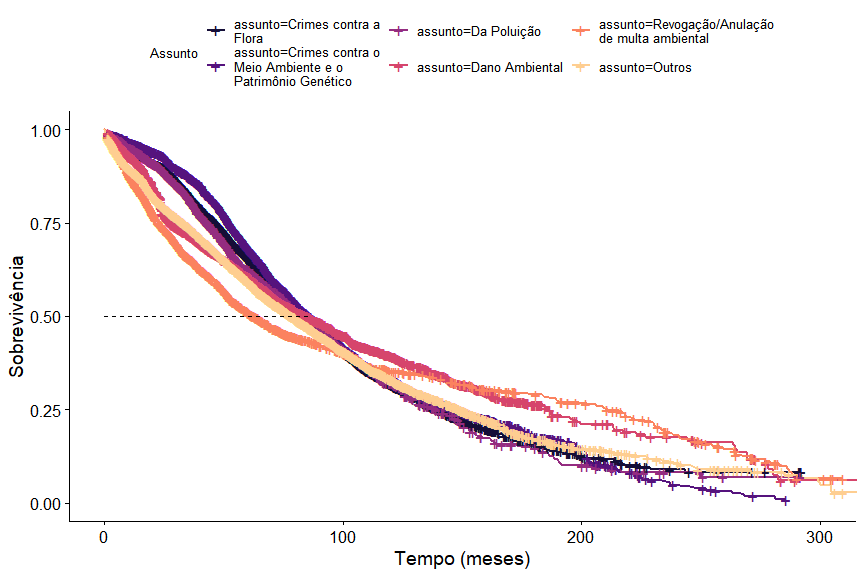 Assunto
assunto=Crimes contra a
Flora
assunto=Crimes contra o
Meio Ambiente e o
Patrimônio Genético
assunto=Da Poluição
assunto=Dano Ambiental
assunto=Revogação/Anulação
de multa ambiental
assunto=Outros
Sobrevivência
1.00
0.75
0.50
0.25
0.00
0
100
200
300
Tempo (meses)